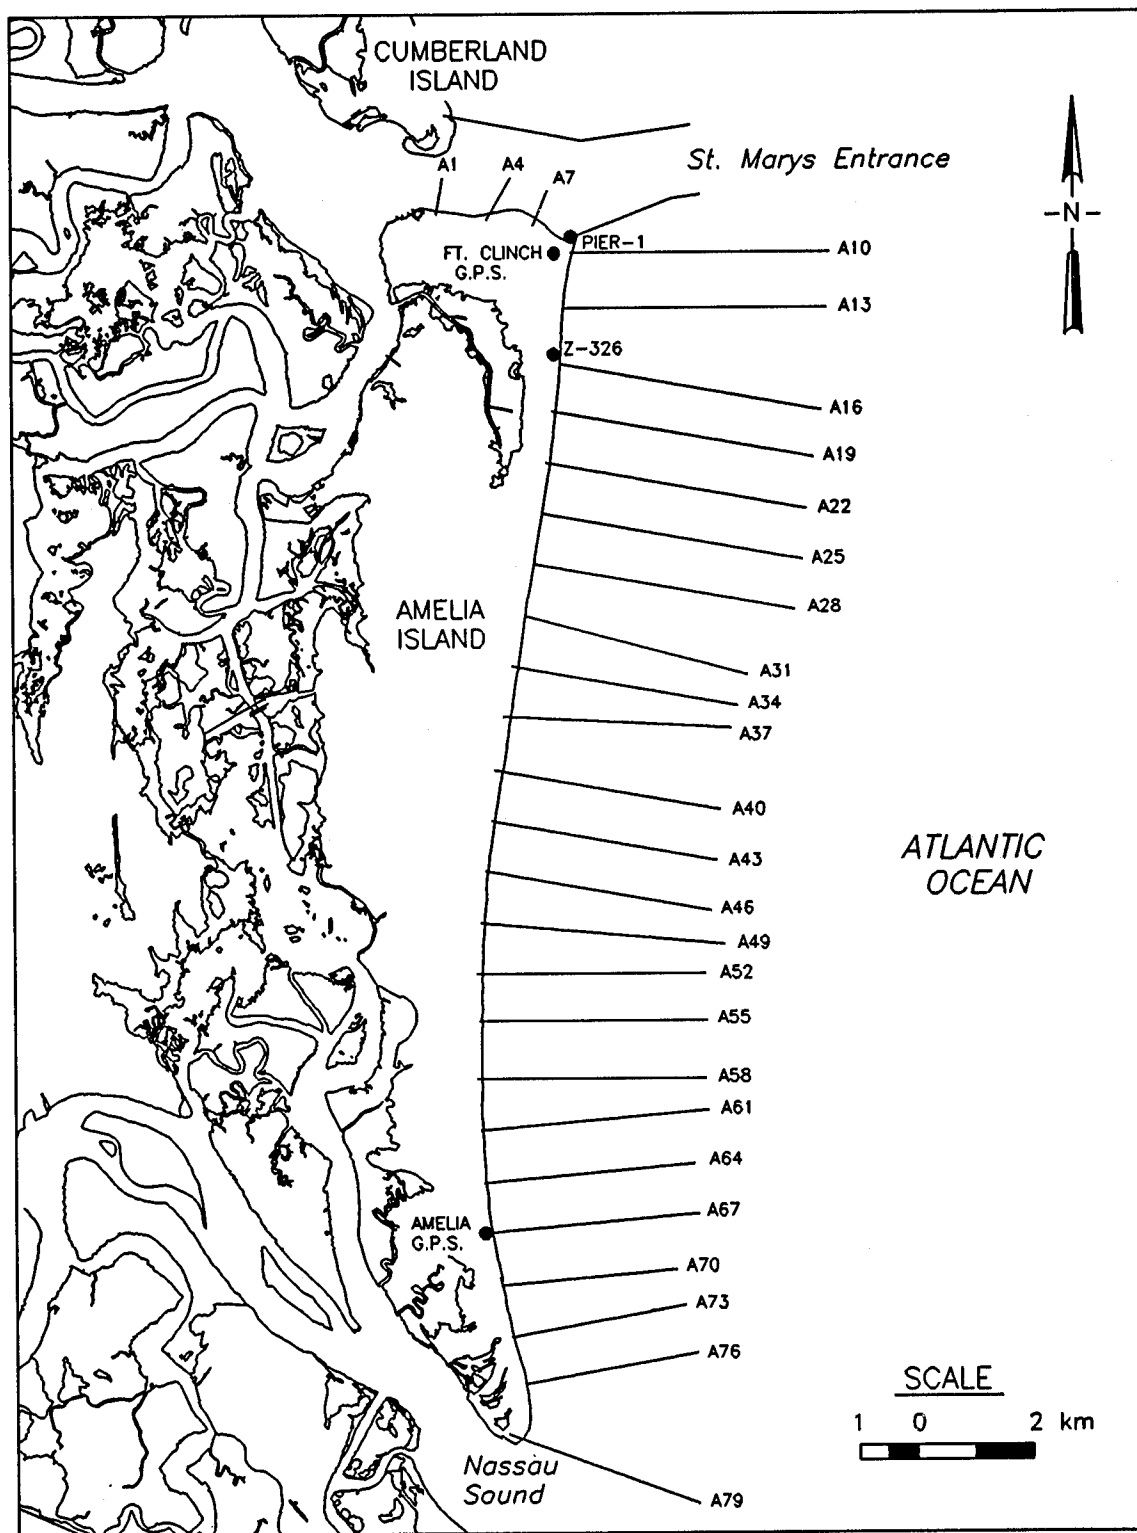 CUMBERLAND
ISLAND
St. Marys Entrance
A1
A4
A7
N
PIER-1
FT. CLINCH
G.P.S.
A10
A13
Z-326
A16
A19
A22
A25
A28
AMELIA
ISLAND
A31
A34
A37
A40
A43
ATLANTIC
OCEAN
A46
A49
A52
A55
A58
A61
A64
A67
AMELIA
G.P.S.
A70
A73
A76
SCALE
1 0 2 km
Nassau
Sound
A79